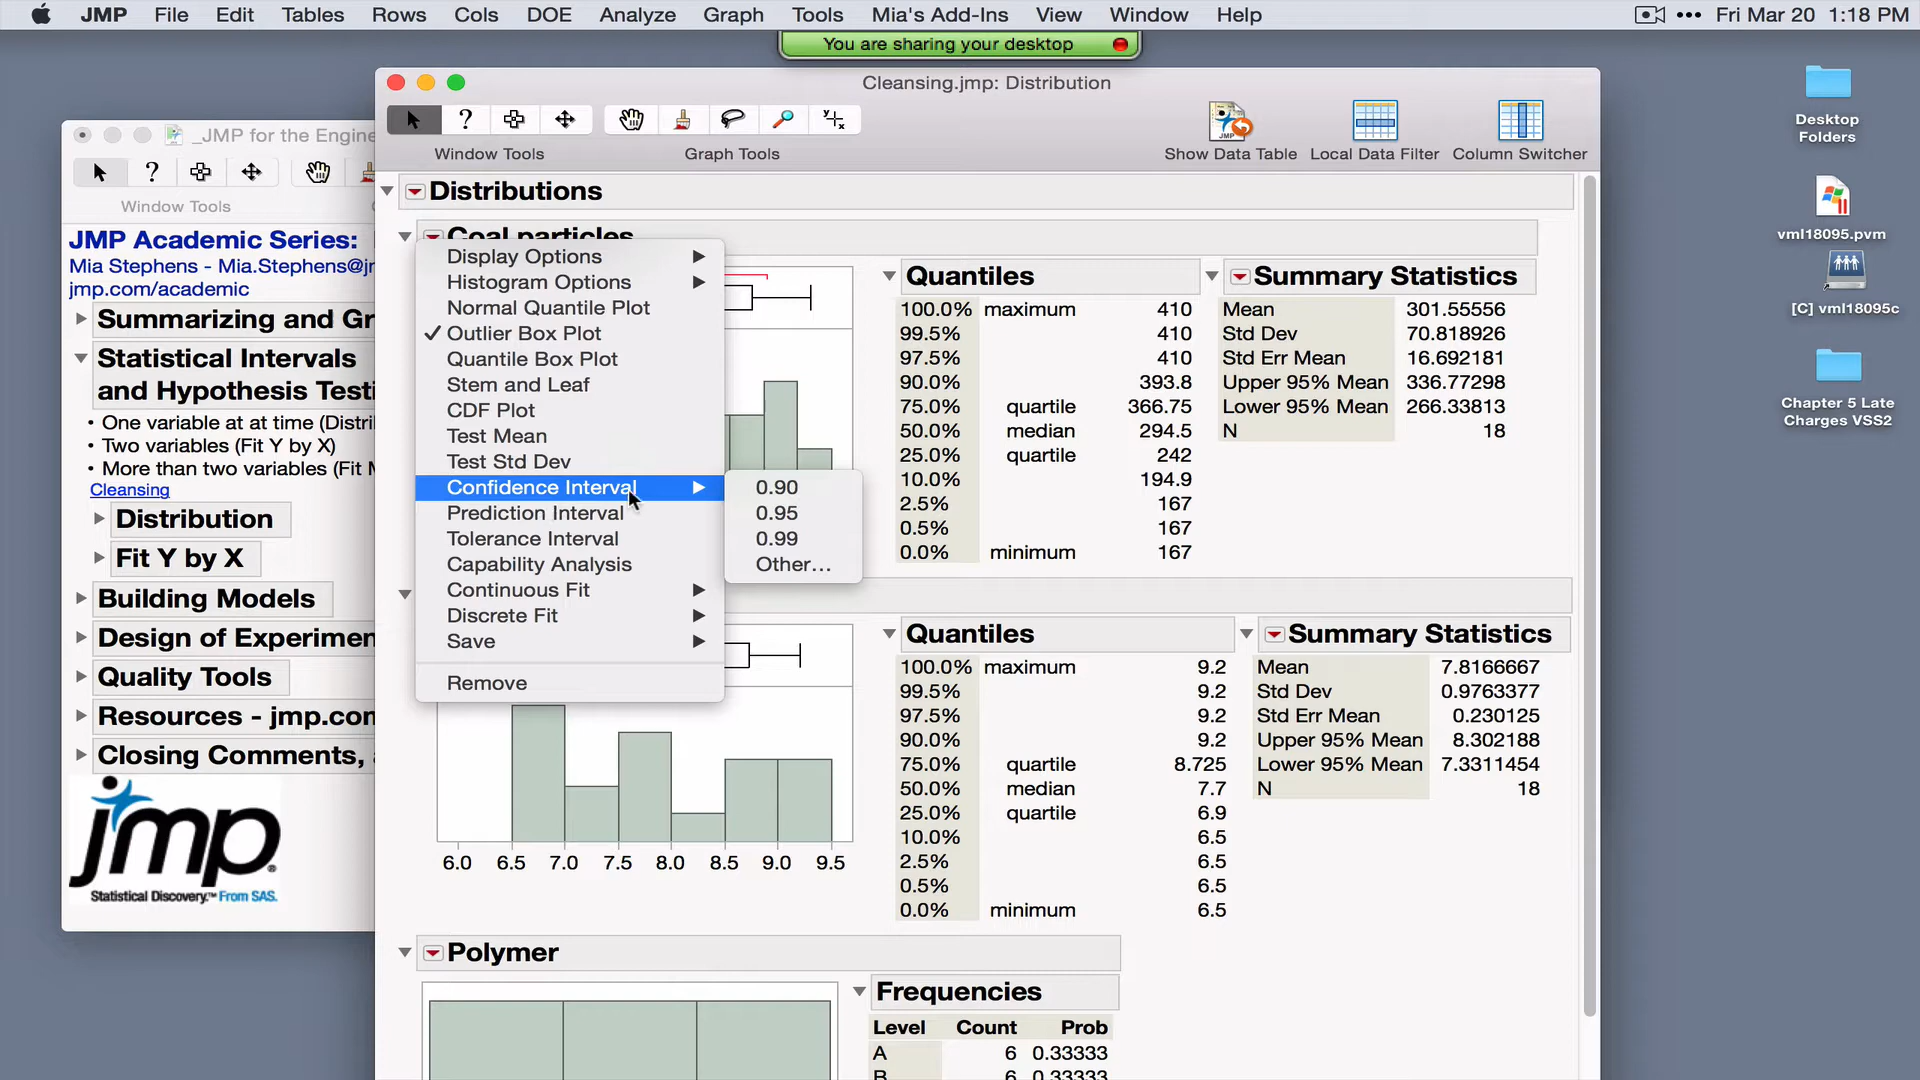 JMP File Edit Tables Rows Cols DOE Analyze Graph Tools Mia's Add-Ins View Window Help Fri Mar 20 1:18 PM
You are sharing your desktop
Cleansing.jmp: Distribution
Window Tools Graph Tools Show Data Table Local Data Filter Column Switcher
_JMP for the Engine
Window Tools
JMP Academic Series:
Mia Stephens - Mia.Stephens@j
jmp.com/academic
Summarizing and Gr
Statistical Intervals
and Hypothesis Testi
• One variable at at time (Distri
• Two variables (Fit Y by X)
• More than two variables (Fit M
Cleansing
Distribution
Fit Y by X
Building Models
Design of Experimen
Quality Tools
Resources - jmp.com
Closing Comments,
jmp
Statistical Discovery.™ From SAS.
Distributions
Coal particles
Display Options
Histogram Options
Normal Quantile Plot
Outlier Box Plot
Quantile Box Plot
Stem and Leaf
CDF Plot
Test Mean
Test Std Dev
Confidence Interval
Prediction Interval
Tolerance Interval
Capability Analysis
Continuous Fit
Discrete Fit
Save
Remove
0.90
0.95
0.99
Other...
Quantiles
100.0% maximum 410
99.5% 410
97.5% 410
90.0% 393.8
75.0% quartile 366.75
50.0% median 294.5
25.0% quartile 242
10.0% 194.9
2.5% 167
0.5% 167
0.0% minimum 167
Summary Statistics
Mean 301.55556
Std Dev 70.818926
Std Err Mean 16.692181
Upper 95% Mean 336.77298
Lower 95% Mean 266.33813
N 18
6.0 6.5 7.0 7.5 8.0 8.5 9.0 9.5
Quantiles
100.0% maximum 9.2
99.5% 9.2
97.5% 9.2
90.0% 9.2
75.0% quartile 8.725
50.0% median 7.7
25.0% quartile 6.9
10.0% 6.5
2.5% 6.5
0.5% 6.5
0.0% minimum 6.5
Summary Statistics
Mean 7.8166667
Std Dev 0.9763377
Std Err Mean 0.230125
Upper 95% Mean 8.302188
Lower 95% Mean 7.3311454
N 18
Polymer
Frequencies
Level Count Prob
A 6 0.33333
B 6 0.33333
Desktop
Folders
vml18095.pvm
[C] vml18095c
Chapter 5 Late
Charges VSS2